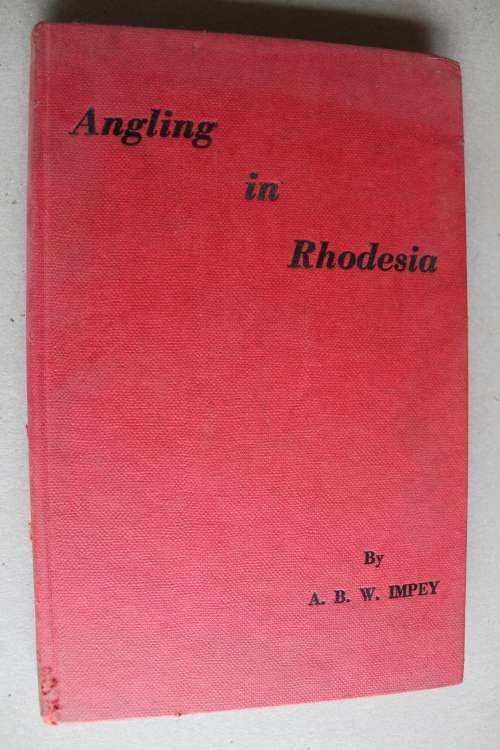 Angling
in
Rhodesia
By
A. B. W. IMPEY